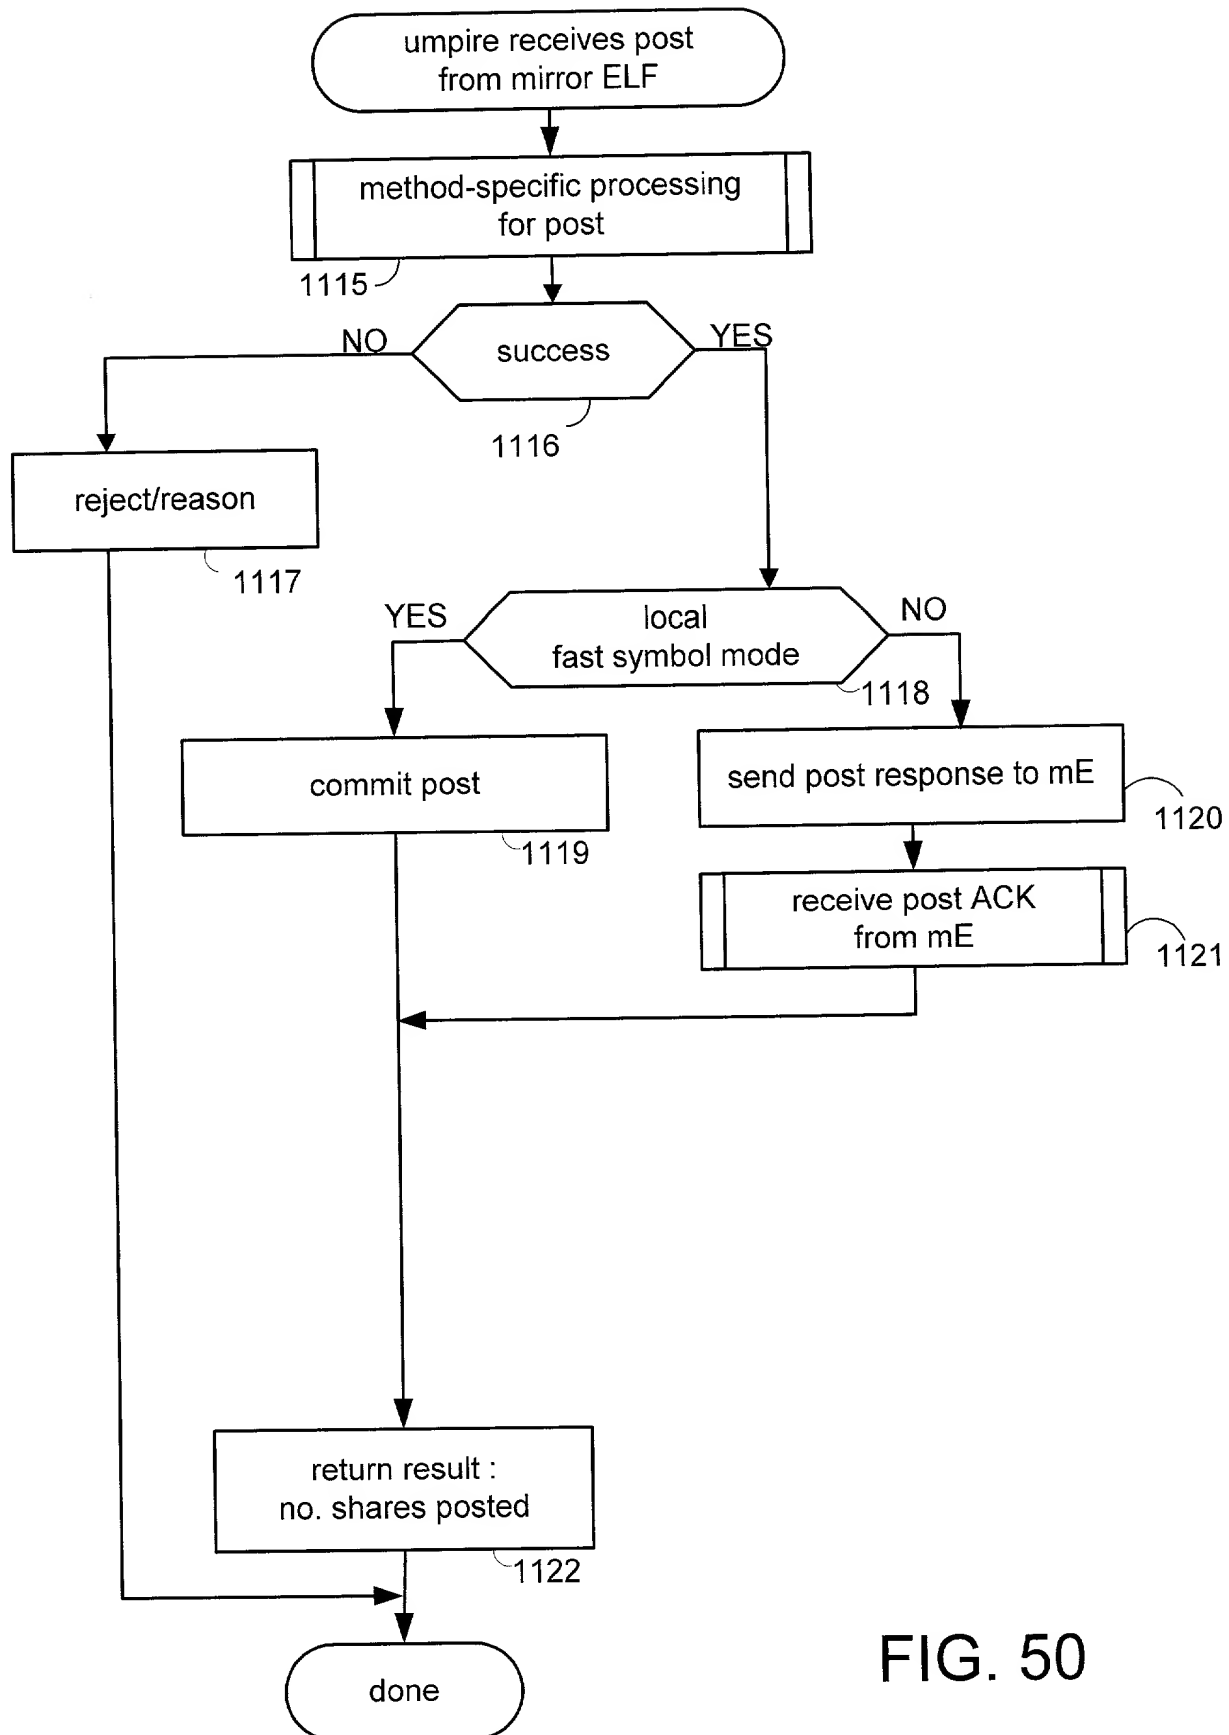 umpire receives post
from mirror ELF
method-specific processing
for post
1115
NO
YES
success
1116
reject/reason
1117
YES
NO
local
fast symbol mode
1118
commit post
1119
send post response to mE
1120
receive post ACK
from mE
1121
return result :
no. shares posted
1122
done
FIG. 50